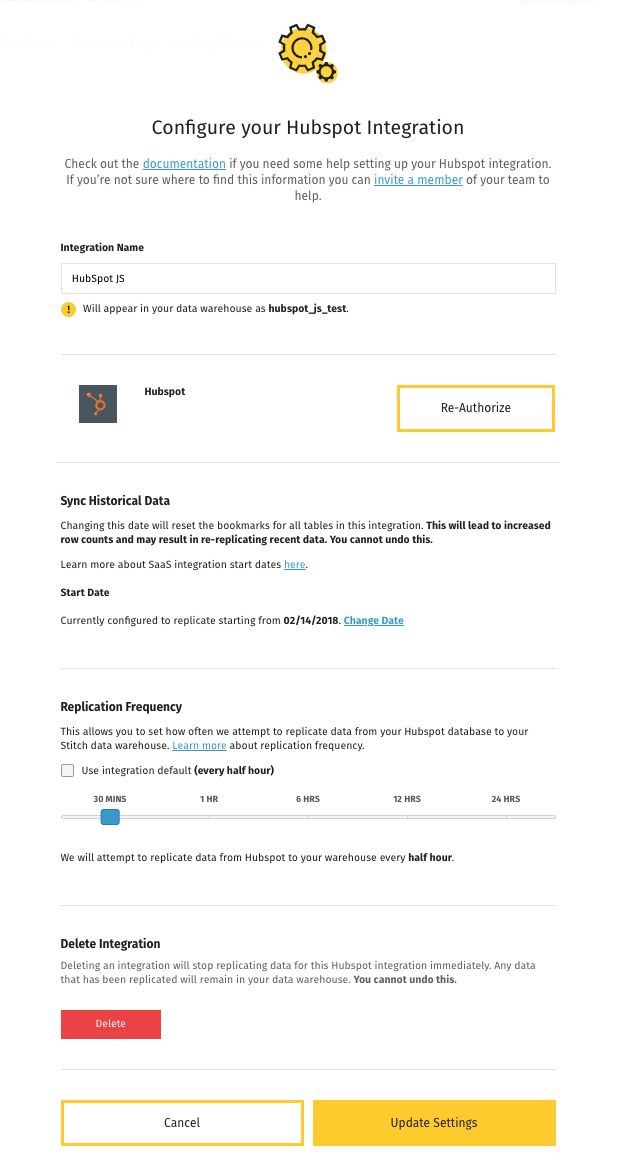 Configure your Hubspot Integration
Check out the documentation if you need some help setting up your Hubspot integration.
If you're not sure where to find this information you can invite a member of your team to
help.
Integration Name
HubSpot JS
! Will appear in your data warehouse as hubspot_js_test.
Hubspot
Re-Authorize
Sync Historical Data
Changing this date will reset the bookmarks for all tables in this integration. This will lead to increased
row counts and may result in re-replicating recent data. You cannot undo this.
Learn more about SaaS integration start dates here.
Start Date
Currently configured to replicate starting from 02/14/2018. Change Date
Replication Frequency
This allows you to set how often we attempt to replicate data from your Hubspot database to your
Stitch data warehouse. Learn more about replication frequency.
Use integration default (every half hour)
30 MINS 1 HR 6 HRS 12 HRS 24 HRS
We will attempt to replicate data from Hubspot to your warehouse every half hour.
Delete Integration
Deleting an integration will stop replicating data for this Hubspot integration immediately. Any data
that has been replicated will remain in your data warehouse. You cannot undo this.
Delete
Cancel Update Settings